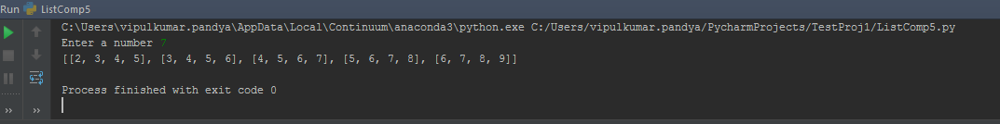 Run ListComp5
C:\Users\vipulkumar.pandya\AppData\Local\Continuum\anaconda3\python.exe C:/Users/vipulkumar.pandya/PycharmProjects/TestProj1/ListComp5.py
Enter a number 7
[[2, 3, 4, 5], [3, 4, 5, 6], [4, 5, 6, 7], [5, 6, 7, 8], [6, 7, 8, 9]]
Process finished with exit code 0